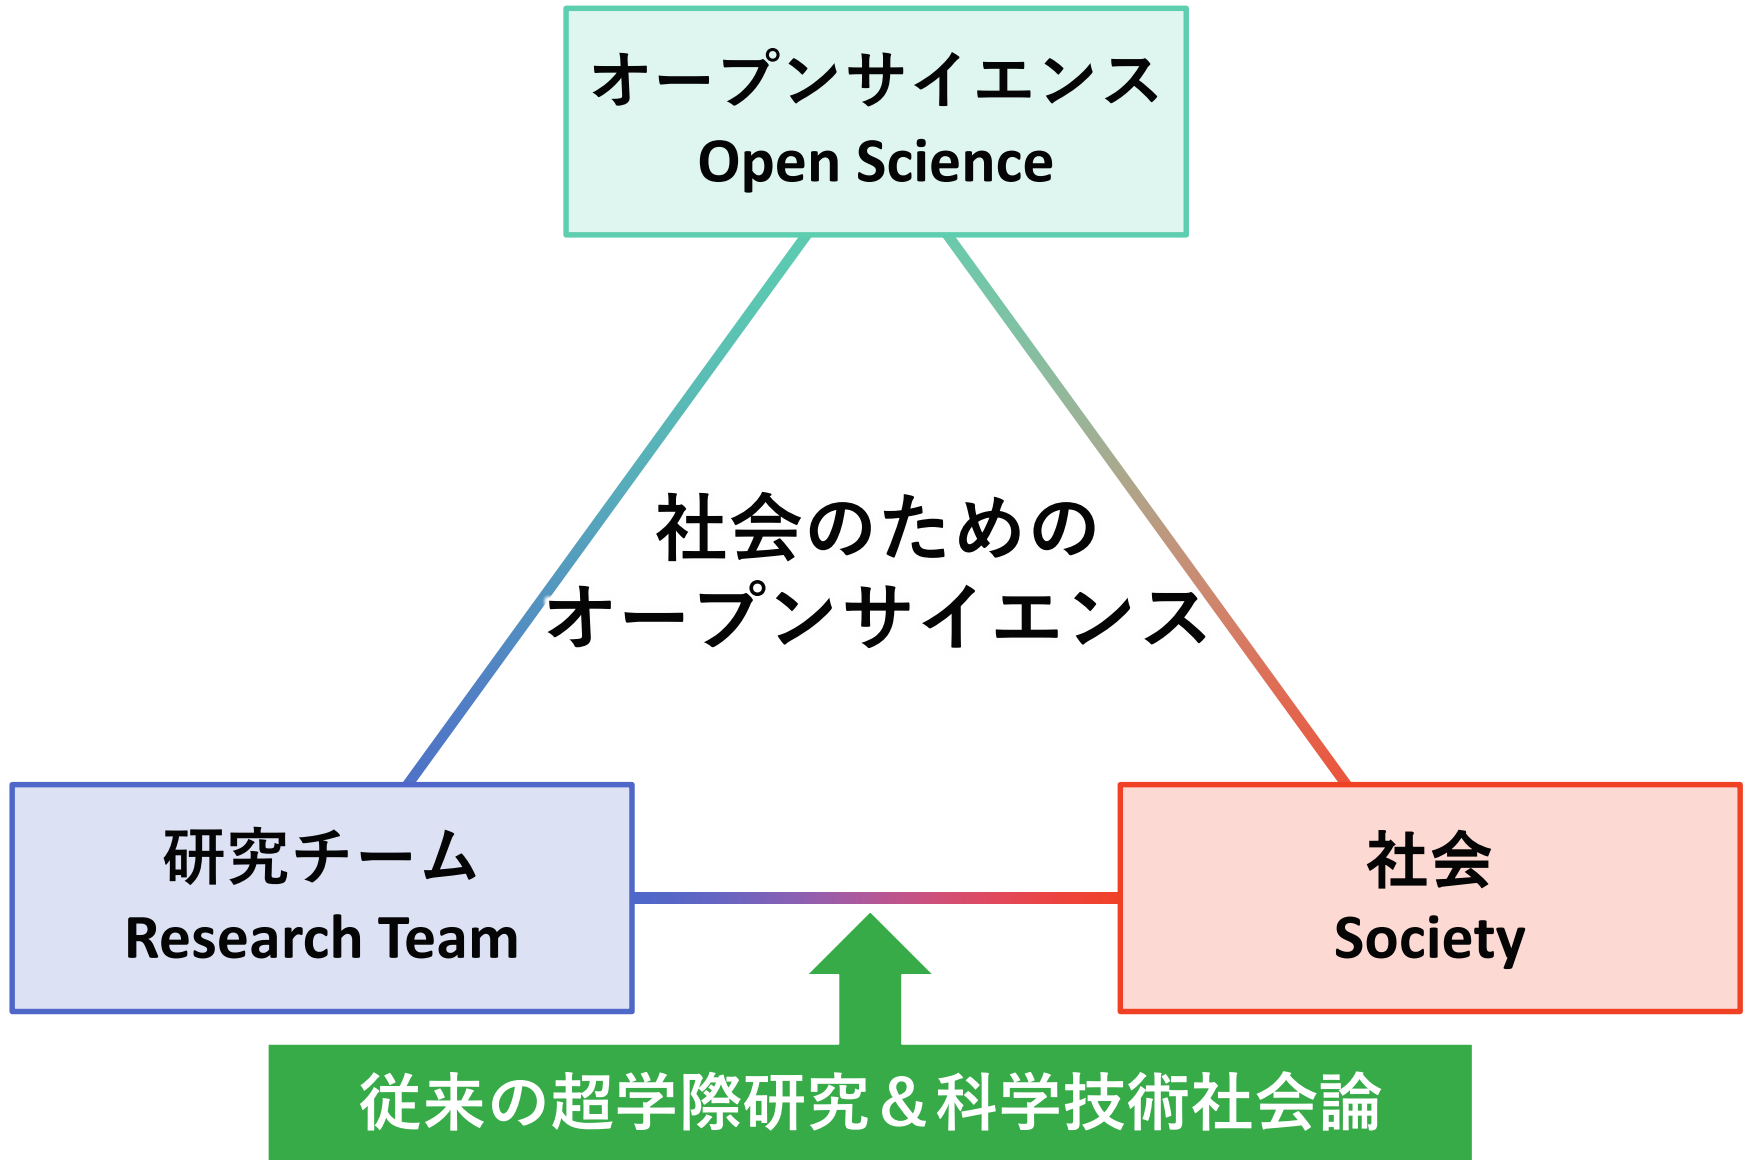 オープンサイエンス
Open Science
社会のための
オープンサイエンス
研究チーム
Research Team
社会
Society
従来の超学際研究＆科学技術社会論